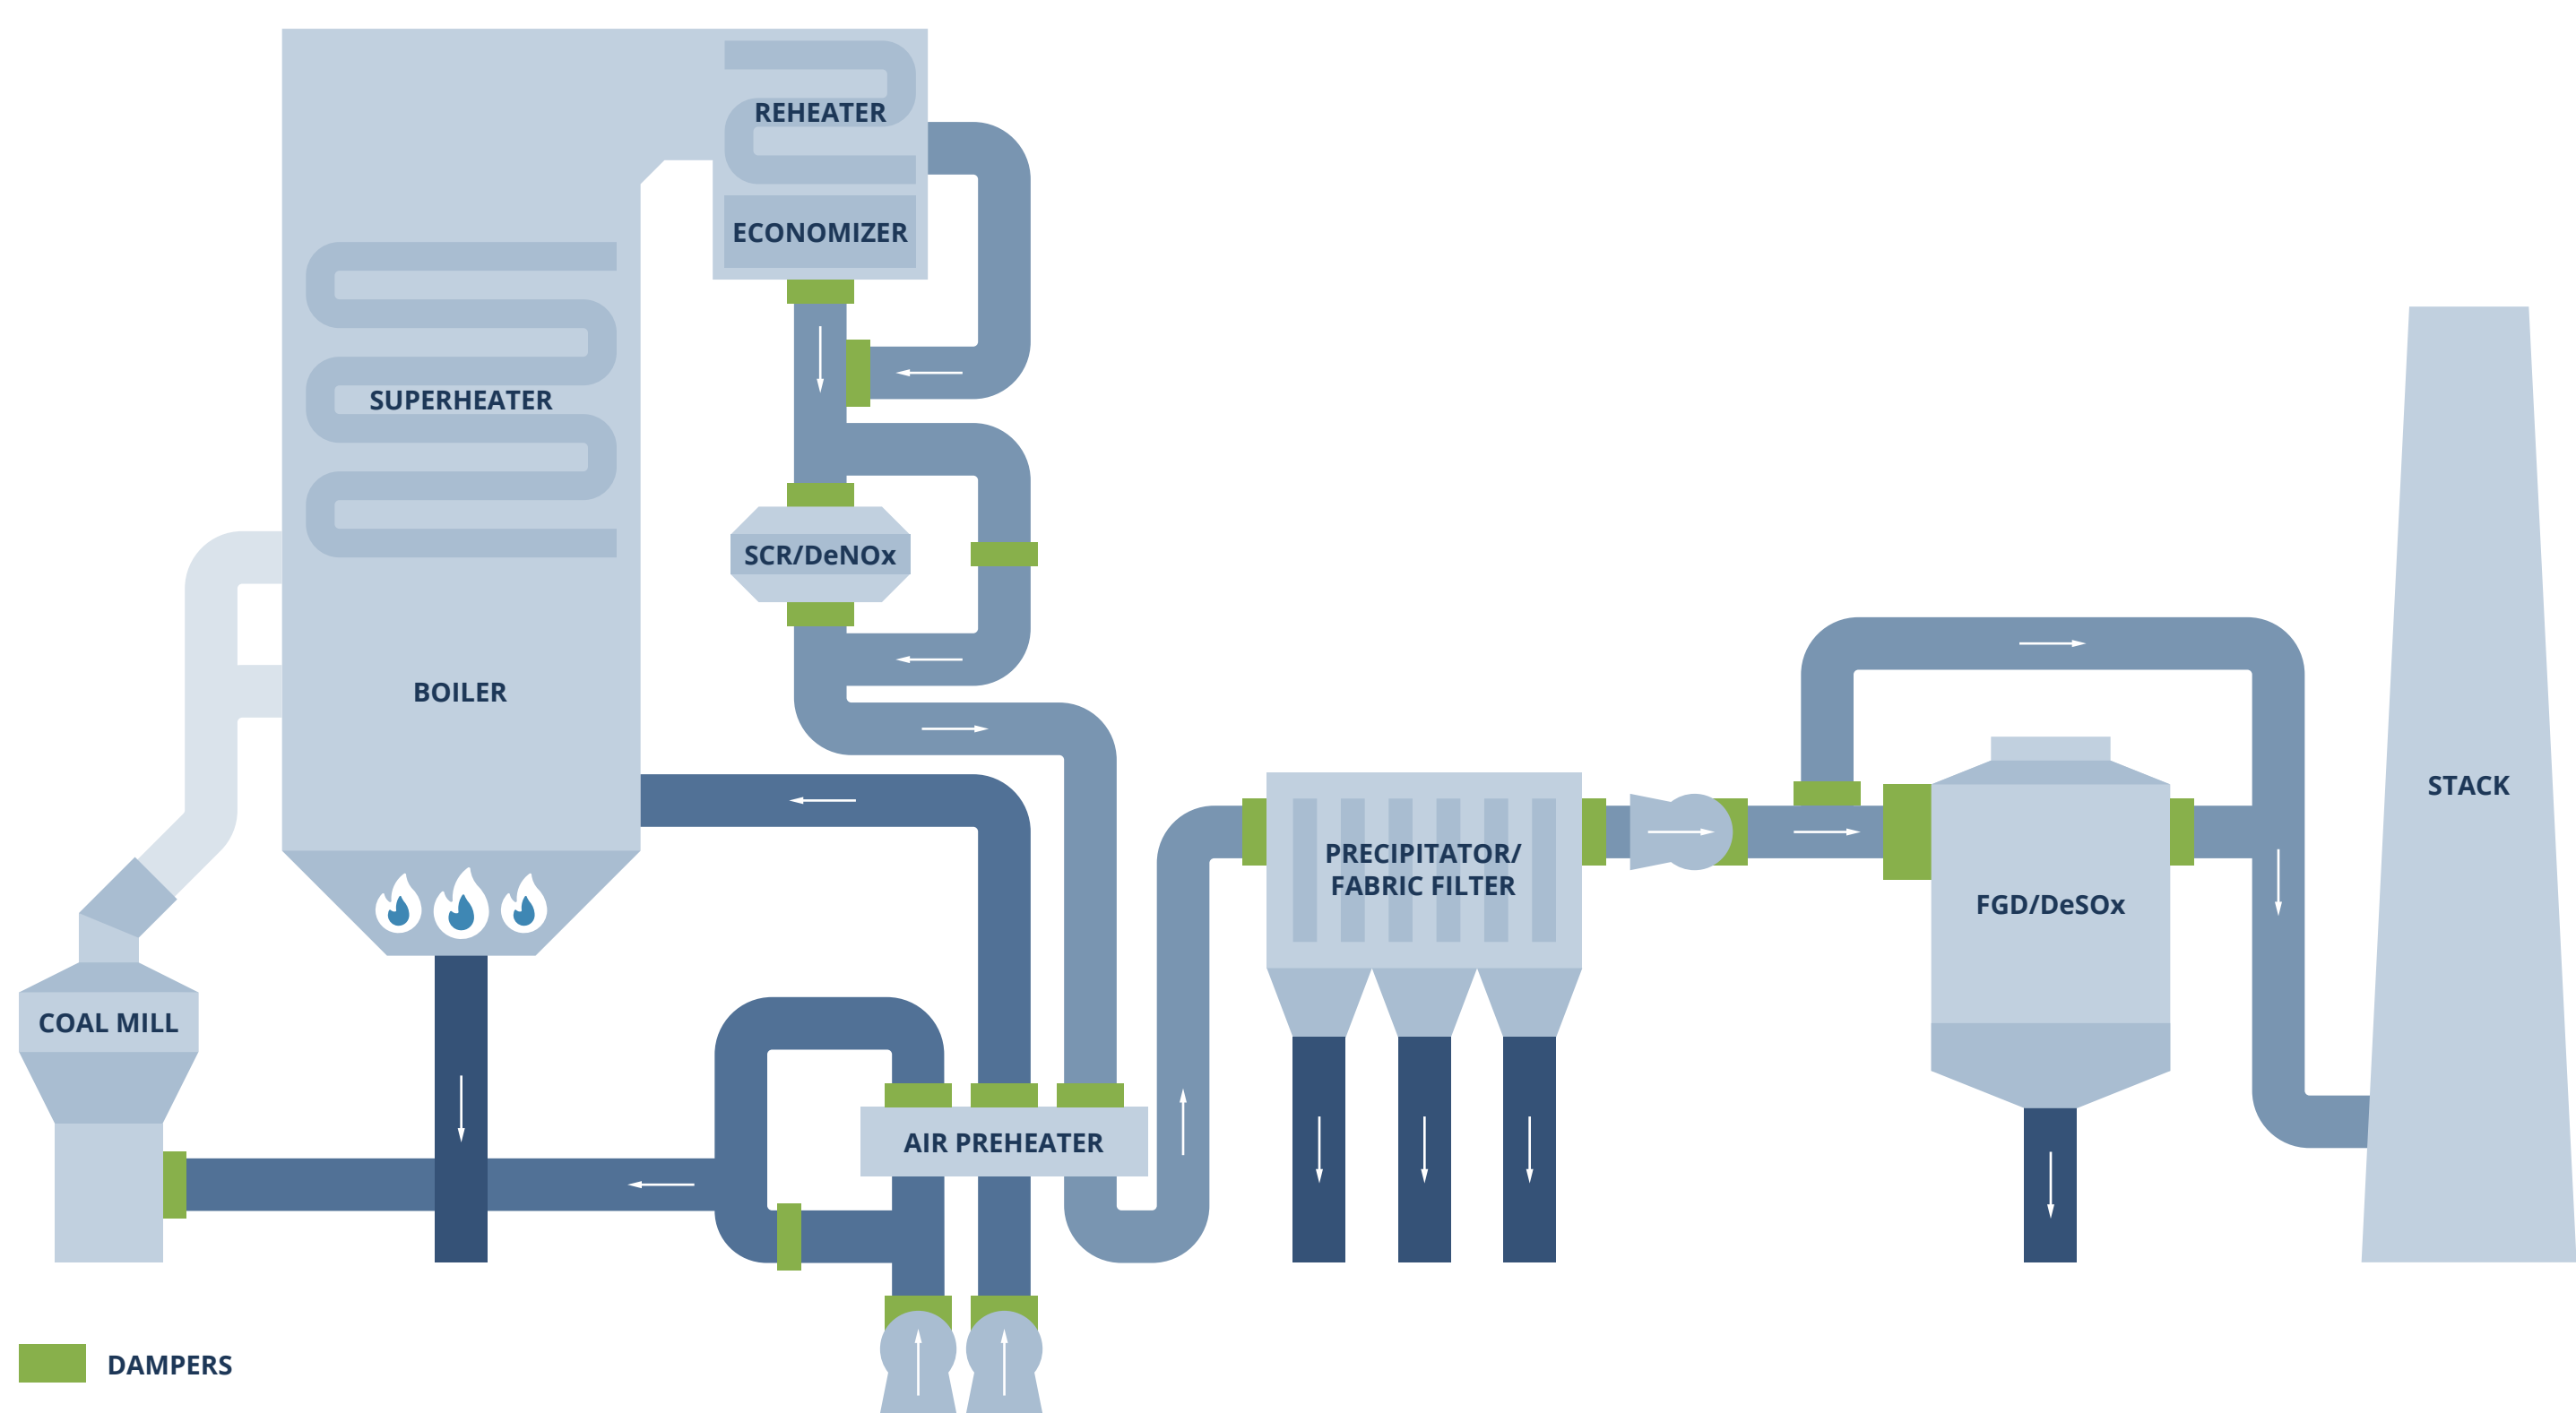 REHEATER
ECONOMIZER
SUPERHEATER
SCR/DeNOx
BOILER
STACK
PRECIPITATOR/
FABRIC FILTER
FGD/DeSOx
COAL MILL
AIR PREHEATER
DAMPERS